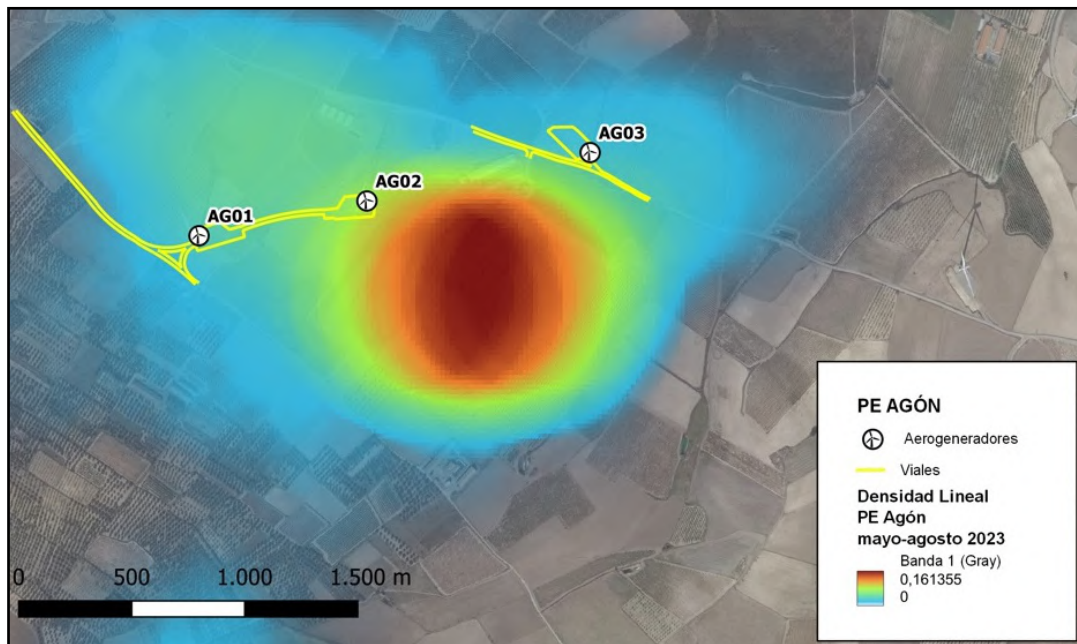 AG03
AG02
AG01
0 500 1.000 1.500 m
PE AGÓN
Aerogeneradores
Viales
Densidad Lineal
PE Agón
mayo-agosto 2023
Banda 1 (Gray)
0,161355
0